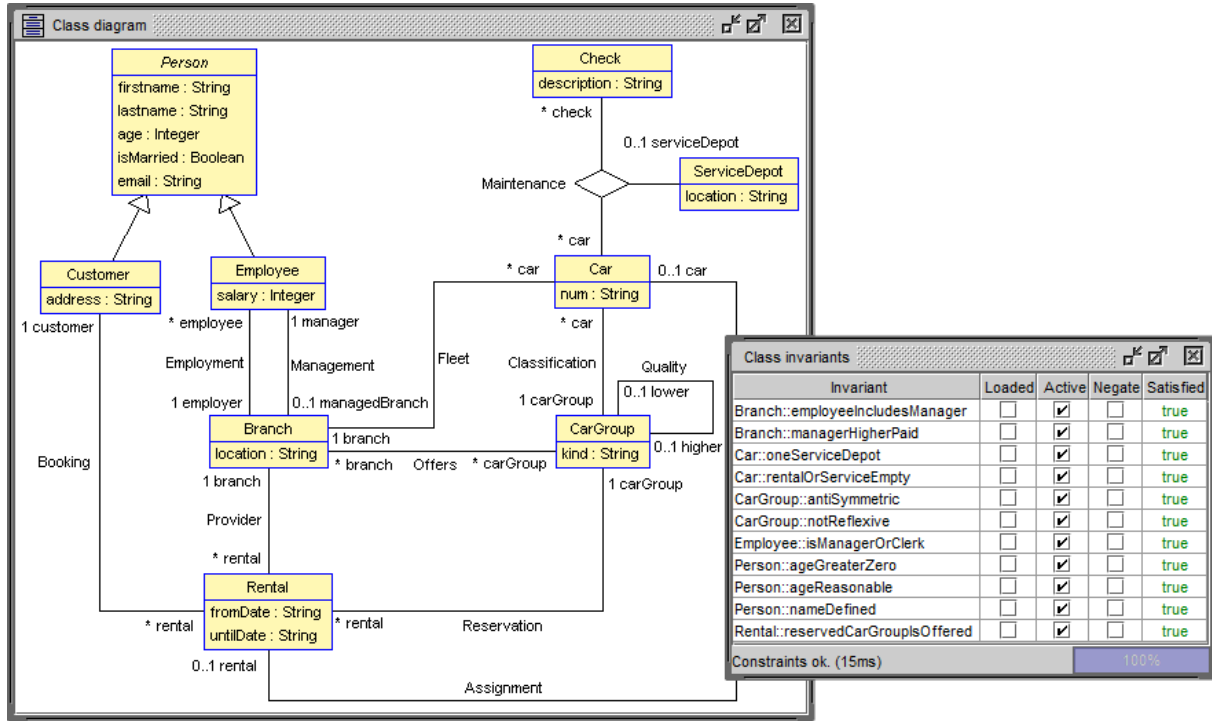 Class diagram
Person
firstname : String
lastname : String
age : Integer
isMarried : Boolean
email : String
Check
description : String
* check
0..1 serviceDepot
Maintenance
ServiceDepot
location : String
* car
Customer
address : String
1 customer
Employee
salary : Integer
* employee
1 manager
* car
Car
0..1 car
num : String
* car
Employment
Management
Fleet
Classification
Quality
0..1 lower
1 employer
0..1 managedBranch
1 carGroup
Branch
location : String
1 branch
CarGroup
kind : String
0..1 higher
Booking
* branch
Offers
* carGroup
1 branch
1 carGroup
Provider
* rental
Rental
fromDate : String
untilDate : String
* rental
* rental
Reservation
0..1 rental
Assignment
Class invariants
Invariant Loaded Active Negate Satisfied
Branch::employeeIncludesManager true
Branch::managerHigherPaid true
Car::oneServiceDepot true
Car::rentalOrServiceEmpty true
CarGroup::antiSymmetric true
CarGroup::notReflexive true
Employee::isManagerOrClerk true
Person::ageGreaterZero true
Person::ageReasonable true
Person::nameDefined true
Rental::reservedCarGroupIsOffered true
Constraints ok. (15ms) 100%